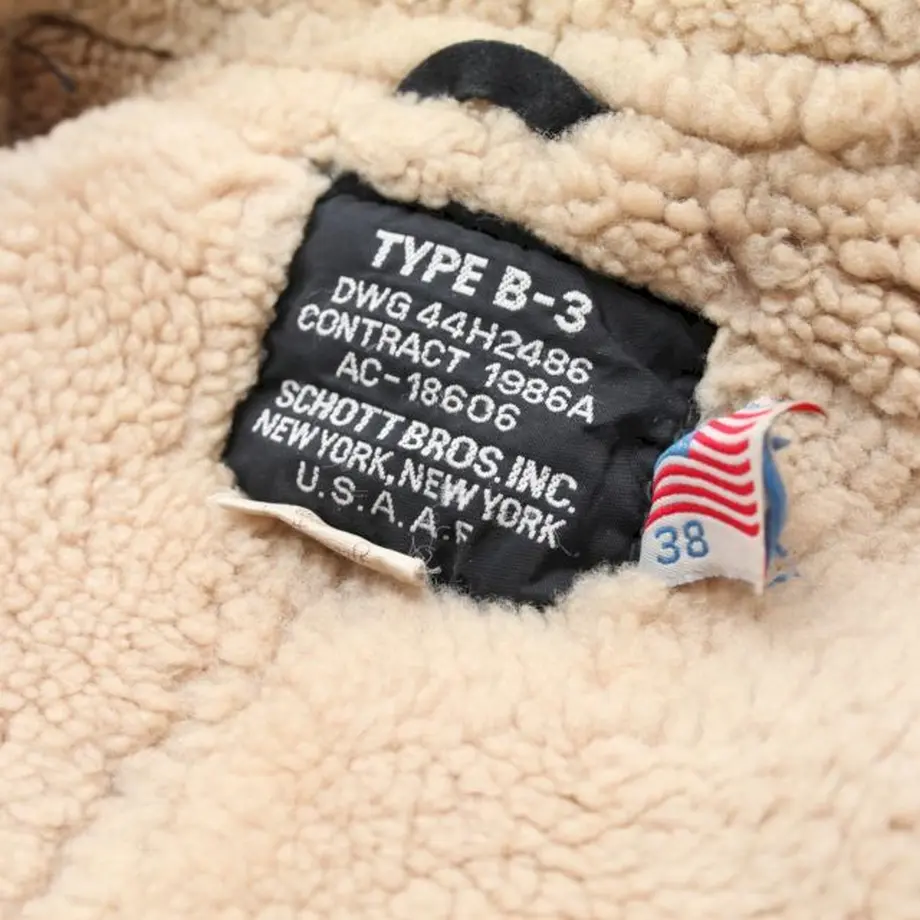 TYPE B-3
DWG 44H2486
CONTRACT 1986A
AC-18606
SCHOTT BROS. INC.
NEW YORK, NEW YORK
U.S.A.A.F
38